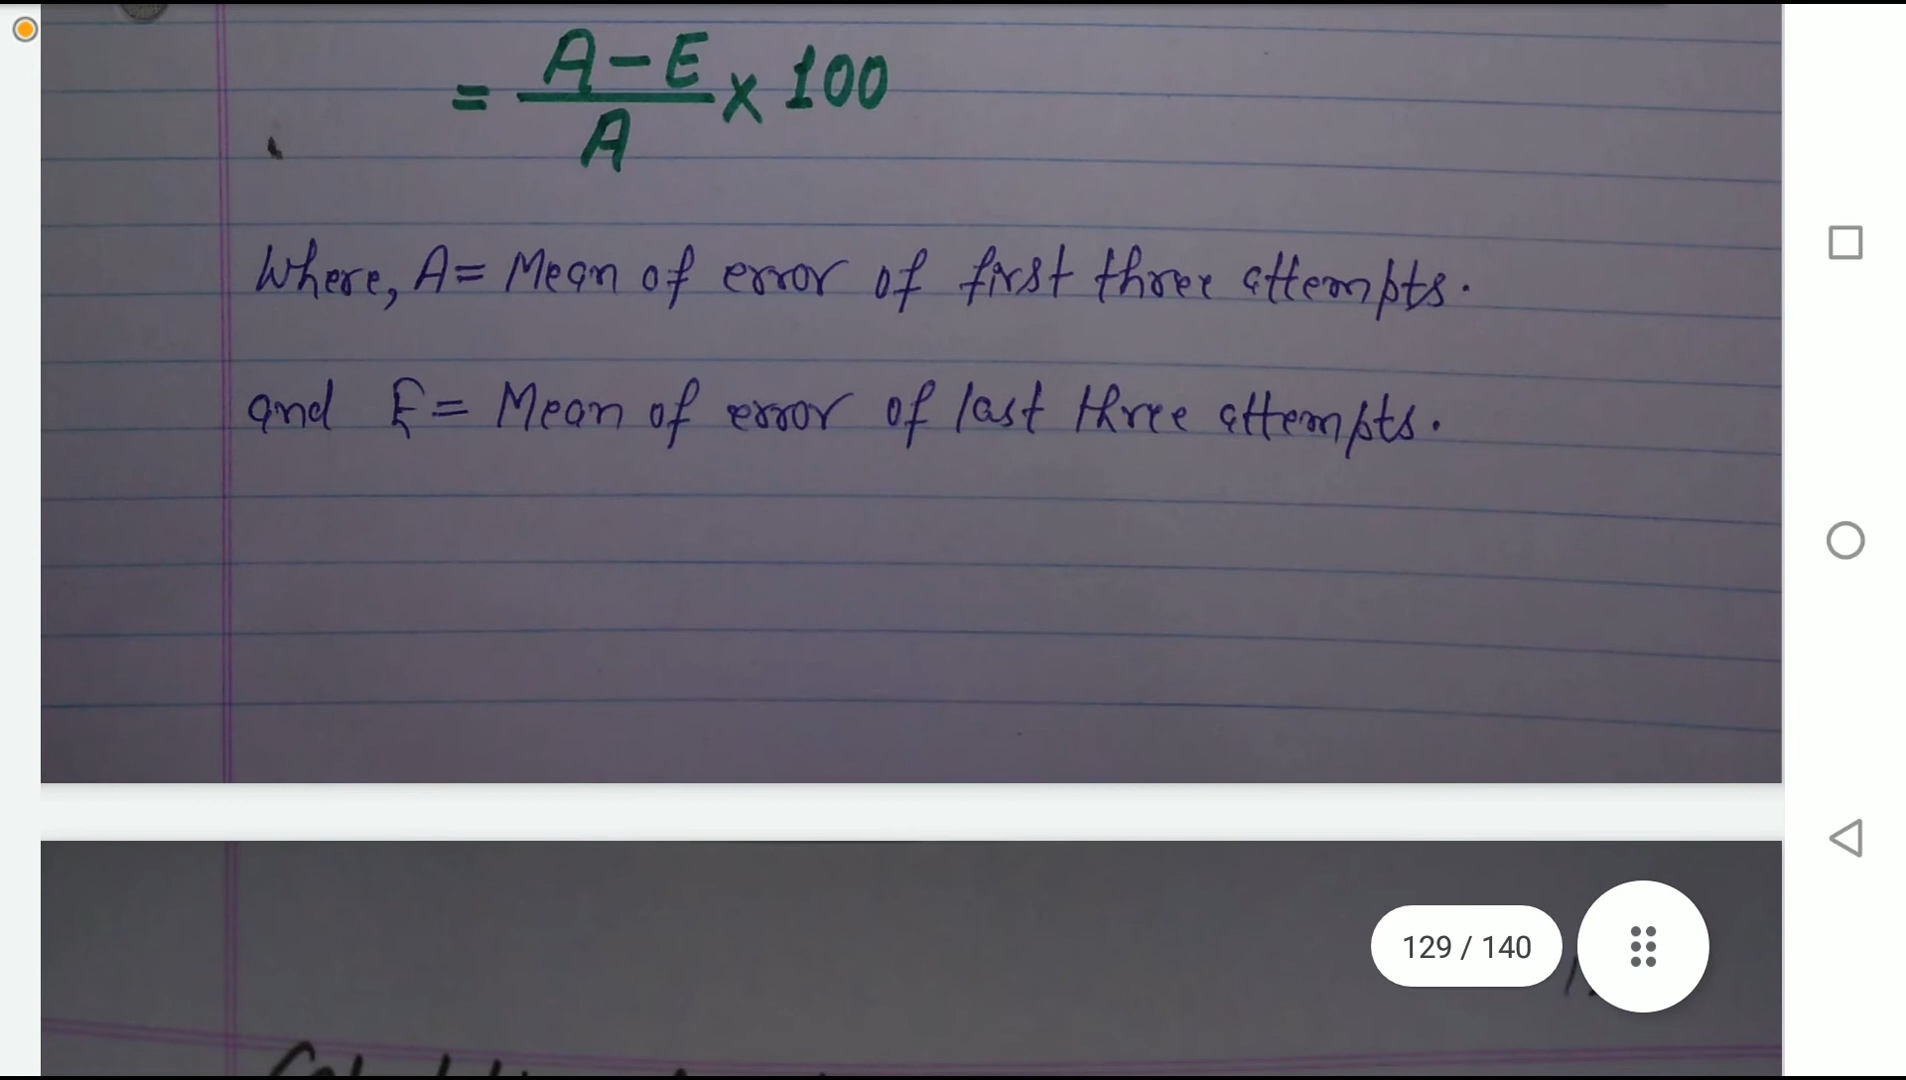 = A-E/A × 100
Where, A = Mean of error of first three attempts.
and E = Mean of error of last three attempts.
129 / 140